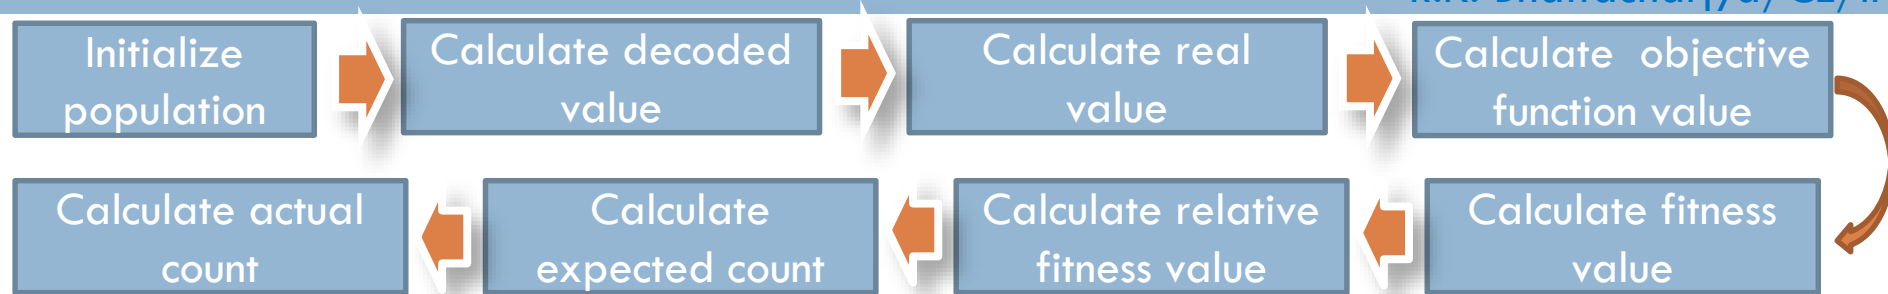 Initialize
population
Calculate decoded
value
Calculate real
value
Calculate objective
function value
Calculate fitness
value
Calculate relative
fitness value
Calculate
expected count
Calculate actual
count